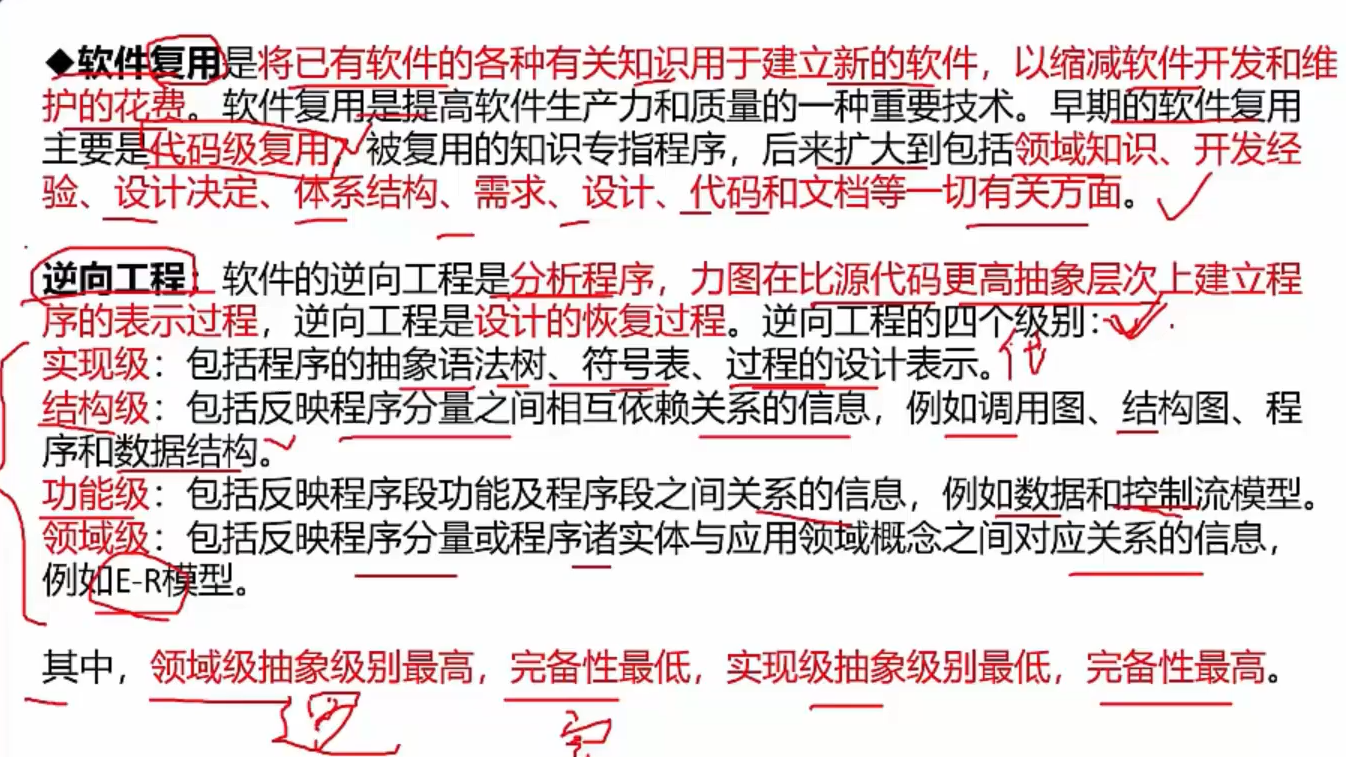 ◆软件复用是将已有软件的各种有关知识用于建立新的软件，以缩减软件开发和维
护的花费。软件复用是提高软件生产力和质量的一种重要技术。早期的软件复用
主要是代码级复用，被复用的知识专指程序，后来扩大到包括领域知识、开发经
验、设计决定、体系结构、需求、设计、代码和文档等一切有关方面。
逆向工程：软件的逆向工程是分析程序，力图在比源代码更高抽象层次上建立程
序的表示过程，逆向工程是设计的恢复过程。逆向工程的四个级别：
实现级：包括程序的抽象语法树、符号表、过程的设计表示。
结构级：包括反映程序分量之间相互依赖关系的信息，例如调用图、结构图、程
序和数据结构。
功能级：包括反映程序段功能及程序段之间关系的信息，例如数据和控制流模型。
领域级：包括反映程序分量或程序诸实体与应用领域概念之间对应关系的信息，
例如E-R模型。
其中，领域级抽象级别最高，完备性最低，实现级抽象级别最低，完备性最高。